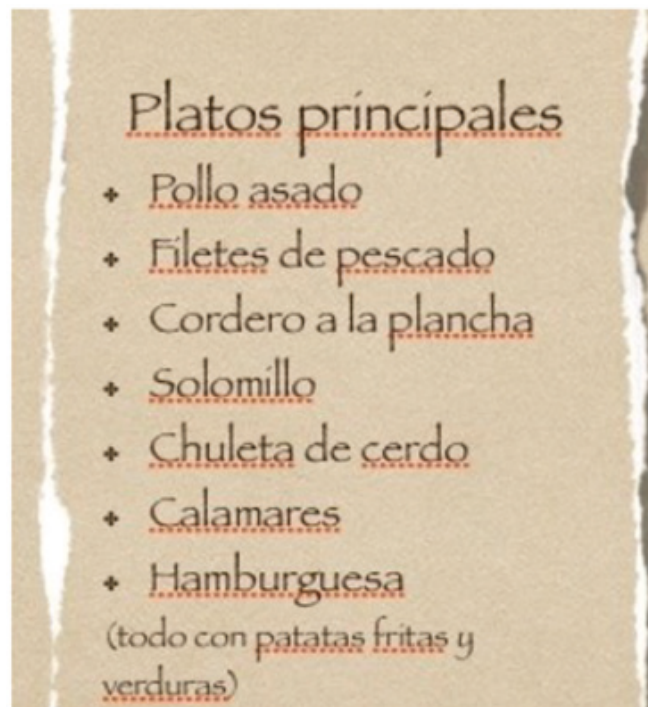 Platos principales
Pollo asado
Filetes de pescado
Cordero a la plancha
Solomillo
Chuleta de cerdo
Calamares
Hamburguesa
(todo con patatas fritas y
verduras)